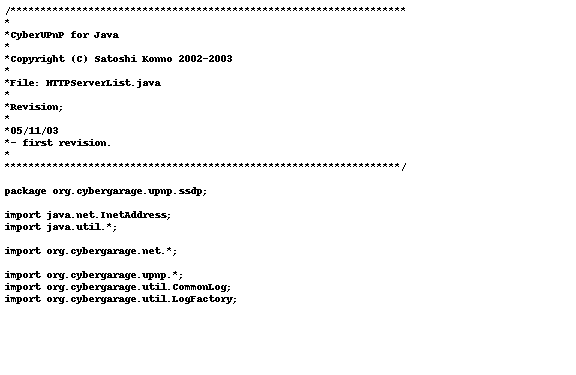 /******************************************************************
*
*CyberUPnP for Java
*
*Copyright (C) Satoshi Konno 2002-2003
*
*File: HTTPServerList.java
*
*Revision;
*
*05/11/03
*- first revision.
*
******************************************************************/
package org.cybergarage.upnp.ssdp;
import java.net.InetAddress;
import java.util.*;
import org.cybergarage.net.*;
import org.cybergarage.upnp.*;
import org.cybergarage.util.CommonLog;
import org.cybergarage.util.LogFactory;